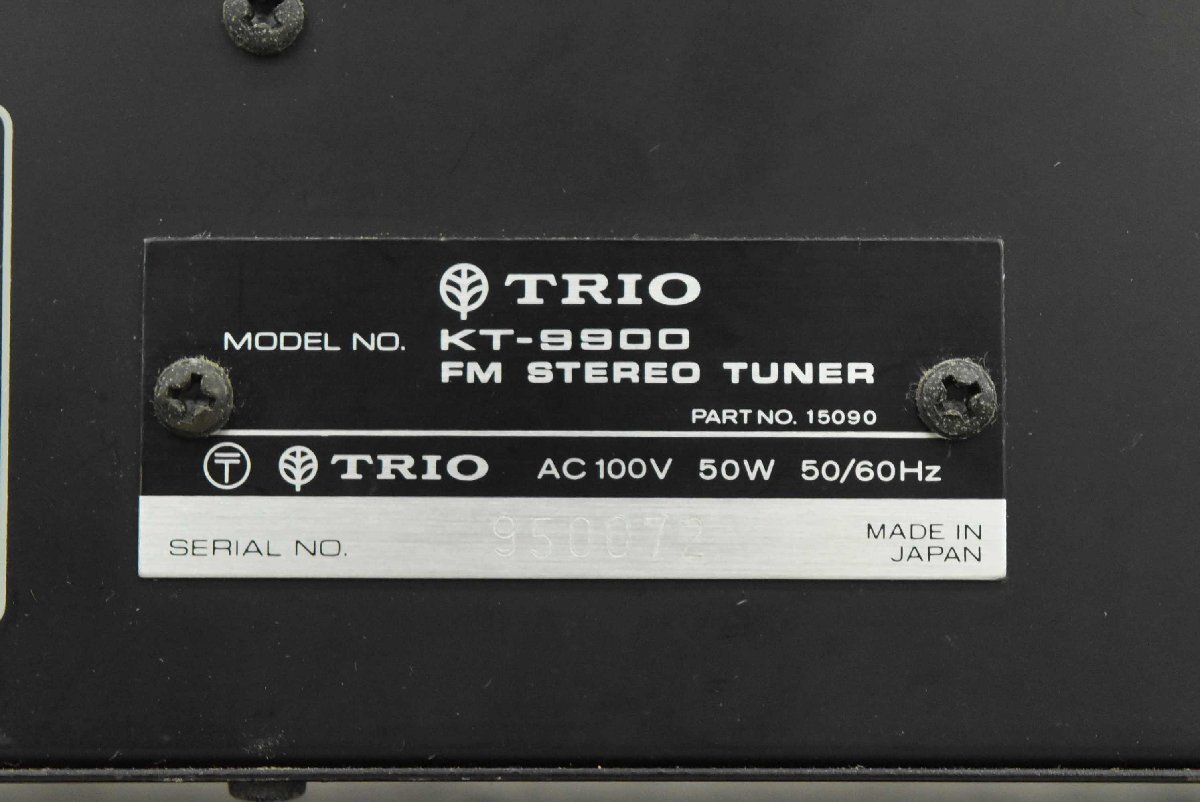 TRIO
MODEL NO. KT-9900
FM STEREO TUNER
PART NO. 15090
TRIO AC 100V 50W 50/60Hz
SERIAL NO. 950072
MADE IN
JAPAN